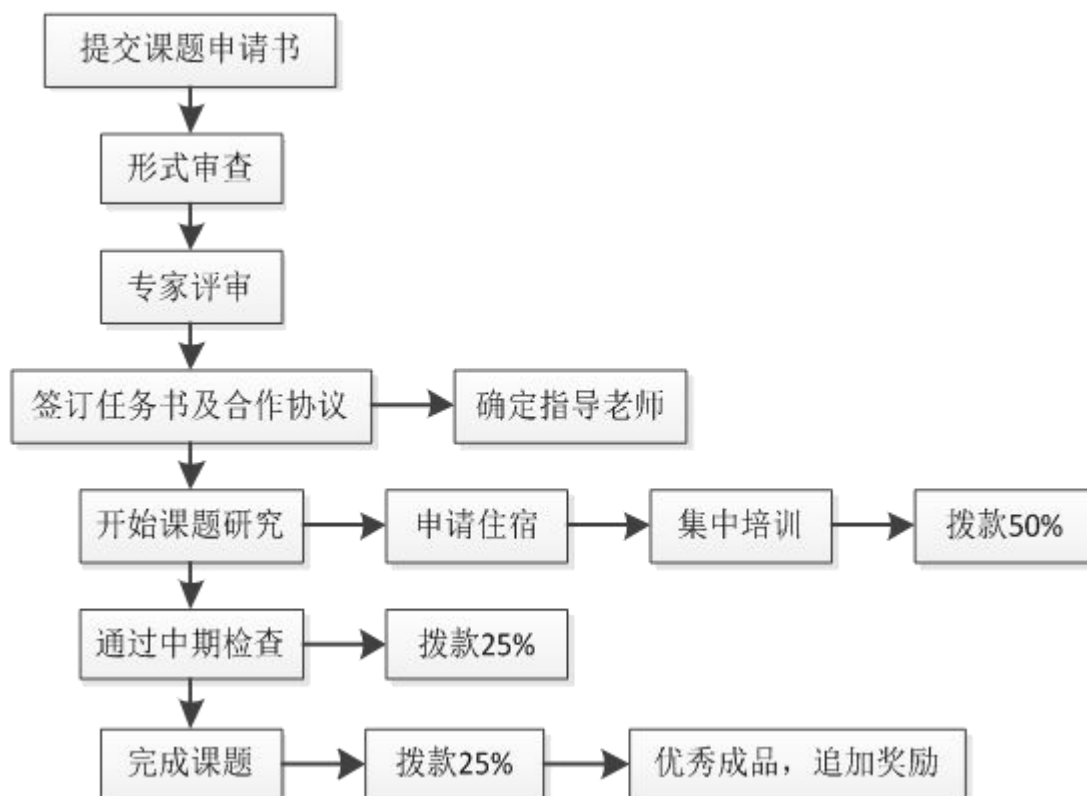 提交课题申请书
形式审查
专家评审
签订任务书及合作协议
确定指导老师
开始课题研究
申请住宿
集中培训
拨款50%
通过中期检查
拨款25%
完成课题
拨款25%
优秀成品，追加奖励